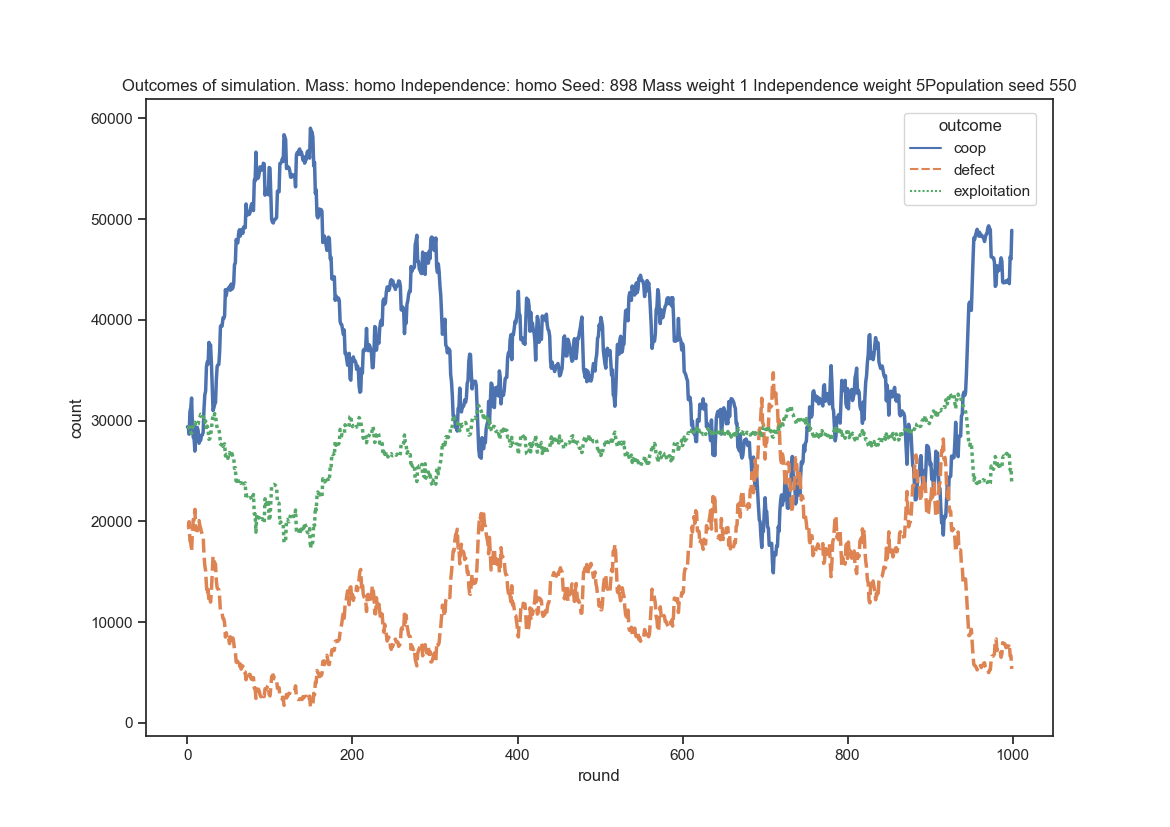 Outcomes of simulation. Mass: homo Independence: homo Seed: 898 Mass weight 1 Independence weight 5Population seed 550
outcome
coop
defect
exploitation
60000
50000
40000
30000
20000
10000
0
count
0 200 400 600 800 1000
round